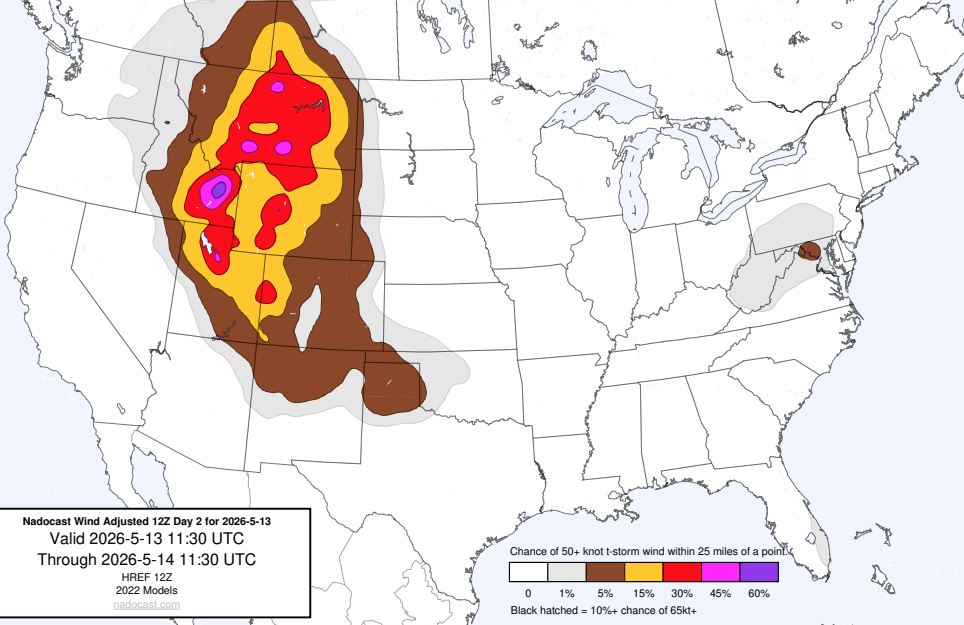 Nadocast Wind Adjusted 12Z Day 2 for 2026-5-13
Valid 2026-5-13 11:30 UTC
Through 2026-5-14 11:30 UTC
HREF 12Z
2022 Models
nadocast.com
Chance of 50+ knot t-storm wind within 25 miles of a point.
0 1% 5% 15% 30% 45% 60%
Black hatched = 10%+ chance of 65kt+